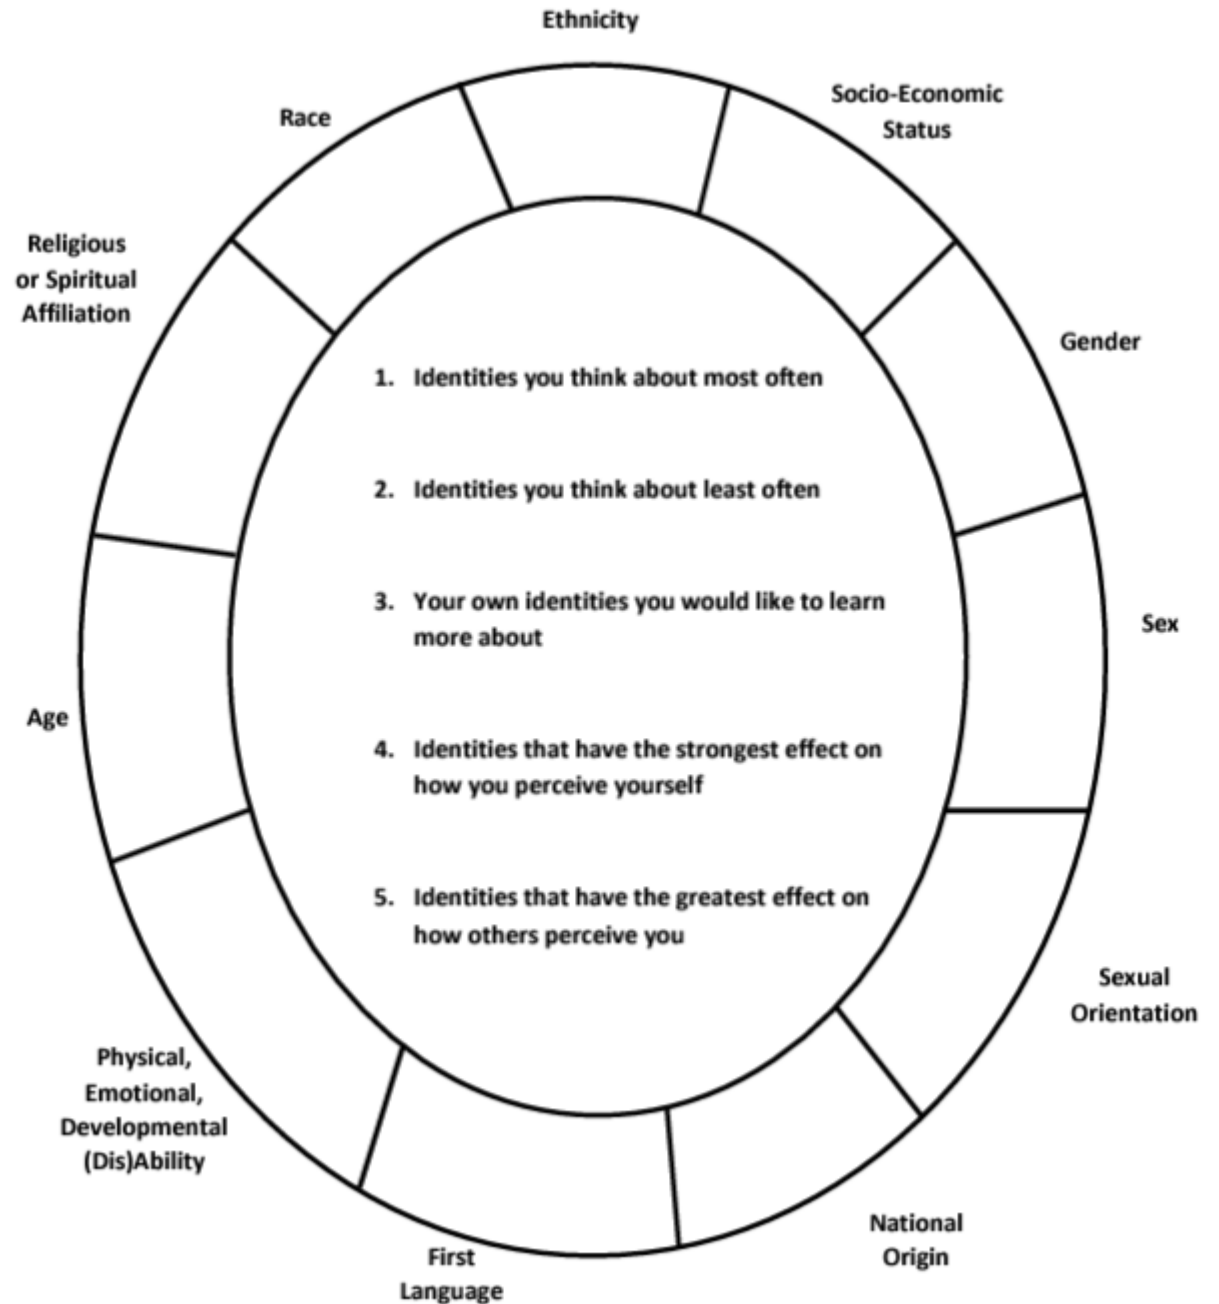 Ethnicity
Socio-Economic
Status
Race
Religious
or Spiritual
Affiliation
Gender
1. Identities you think about most often
2. Identities you think about least often
3. Your own identities you would like to learn
more about
Sex
Age
4. Identities that have the strongest effect on
how you perceive yourself
5. Identities that have the greatest effect on
how others perceive you
Sexual
Orientation
Physical,
Emotional,
Developmental
(Dis)Ability
National
Origin
First
Language